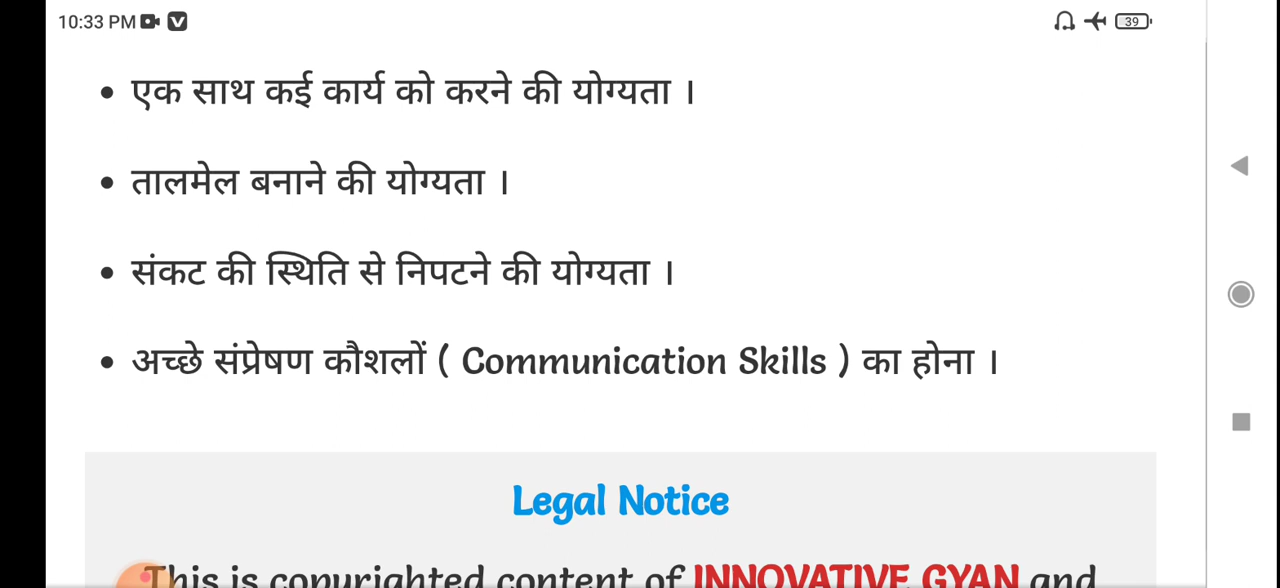 10:33 PM
39
• एक साथ कई कार्य को करने की योग्यता ।
• तालमेल बनाने की योग्यता ।
• संकट की स्थिति से निपटने की योग्यता ।
• अच्छे संप्रेषण कौशलों ( Communication Skills ) का होना ।
Legal Notice
This is copyrighted content of INNOVATIVE GYAN and